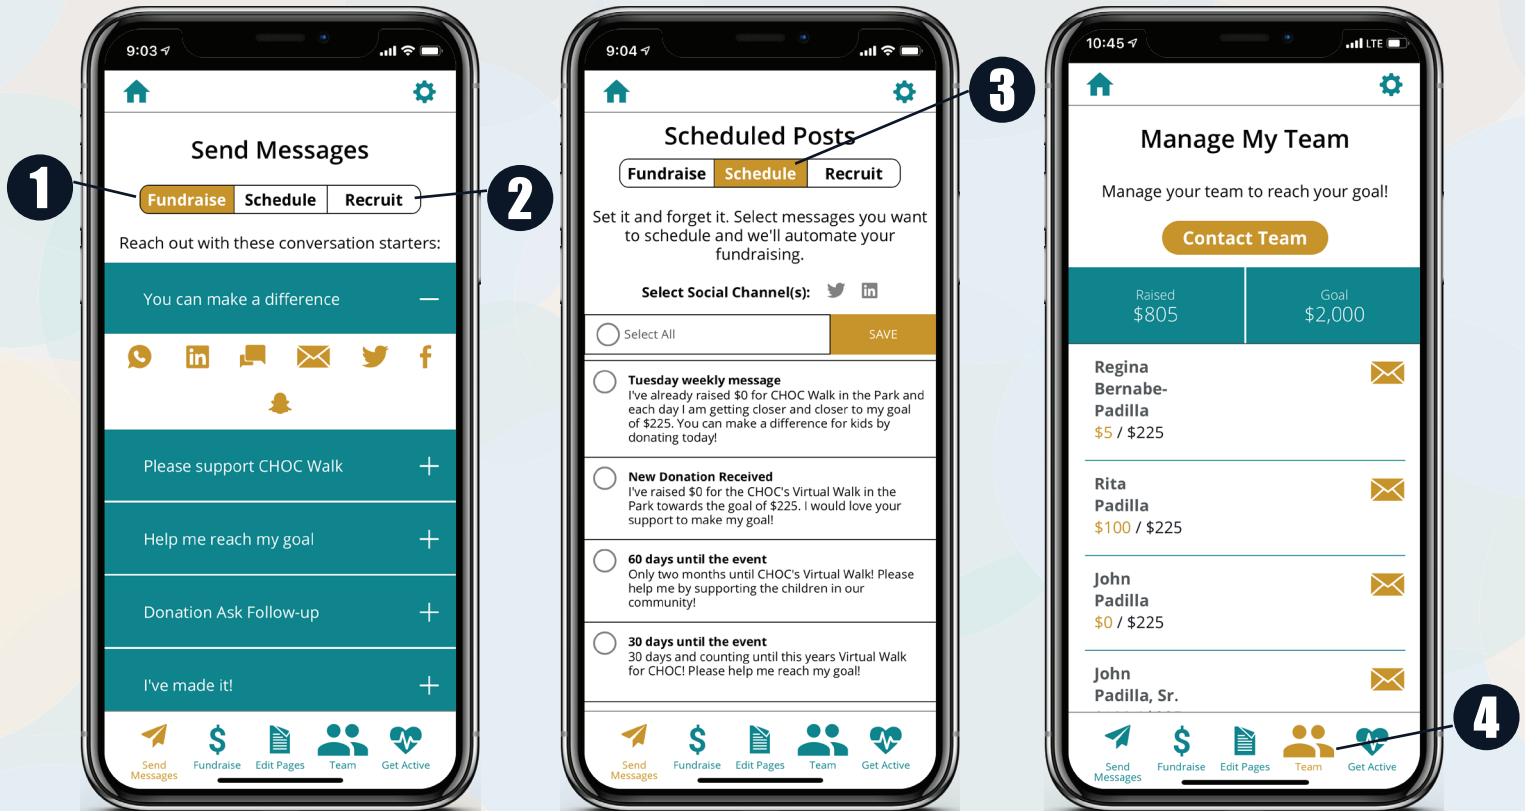 9:03
Send Messages
1
Fundraise Schedule Recruit
2
Reach out with these conversation starters:
You can make a difference
Please support CHOC Walk
Help me reach my goal
Donation Ask Follow-up
I've made it!
Send Messages
Fundraise
Edit Pages
Team
Get Active
9:04
3
Scheduled Posts
Fundraise Schedule Recruit
Set it and forget it. Select messages you want
to schedule and we'll automate your
fundraising.
Select Social Channel(s):
Select All
SAVE
Tuesday weekly message
I've already raised $0 for CHOC Walk in the Park and
each day I am getting closer and closer to my goal
of $225. You can make a difference for kids by
donating today!
New Donation Received
I've raised $0 for the CHOC's Virtual Walk in the
Park towards the goal of $225. I would love your
support to make my goal!
60 days until the event
Only two months until CHOC's Virtual Walk! Please
help me by supporting the children in our
community!
30 days until the event
30 days and counting until this years Virtual Walk
for CHOC! Please help me reach my goal!
Send
Messages
Fundraise
Edit Pages
Team
Get Active
10:45
LTE
Manage My Team
Manage your team to reach your goal!
Contact Team
Raised
$805
Goal
$2,000
Regina
Bernabe-
Padilla
$5 / $225
Rita
Padilla
$100 / $225
John
Padilla
$0 / $225
John
Padilla, Sr.
4
Send
Messages
Fundraise
Edit Pages
Team
Get Active